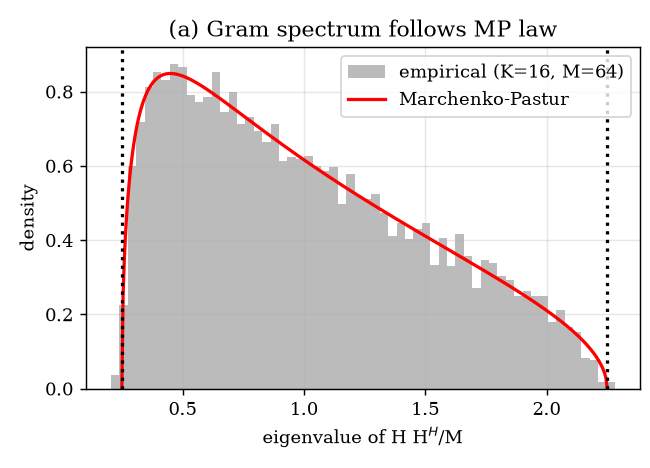 (a) Gram spectrum follows MP law
empirical (K=16, M=64)
Marchenko-Pastur
density
0.8
0.6
0.4
0.2
0.0
0.5
1.0
1.5
2.0
eigenvalue of H H^H/M